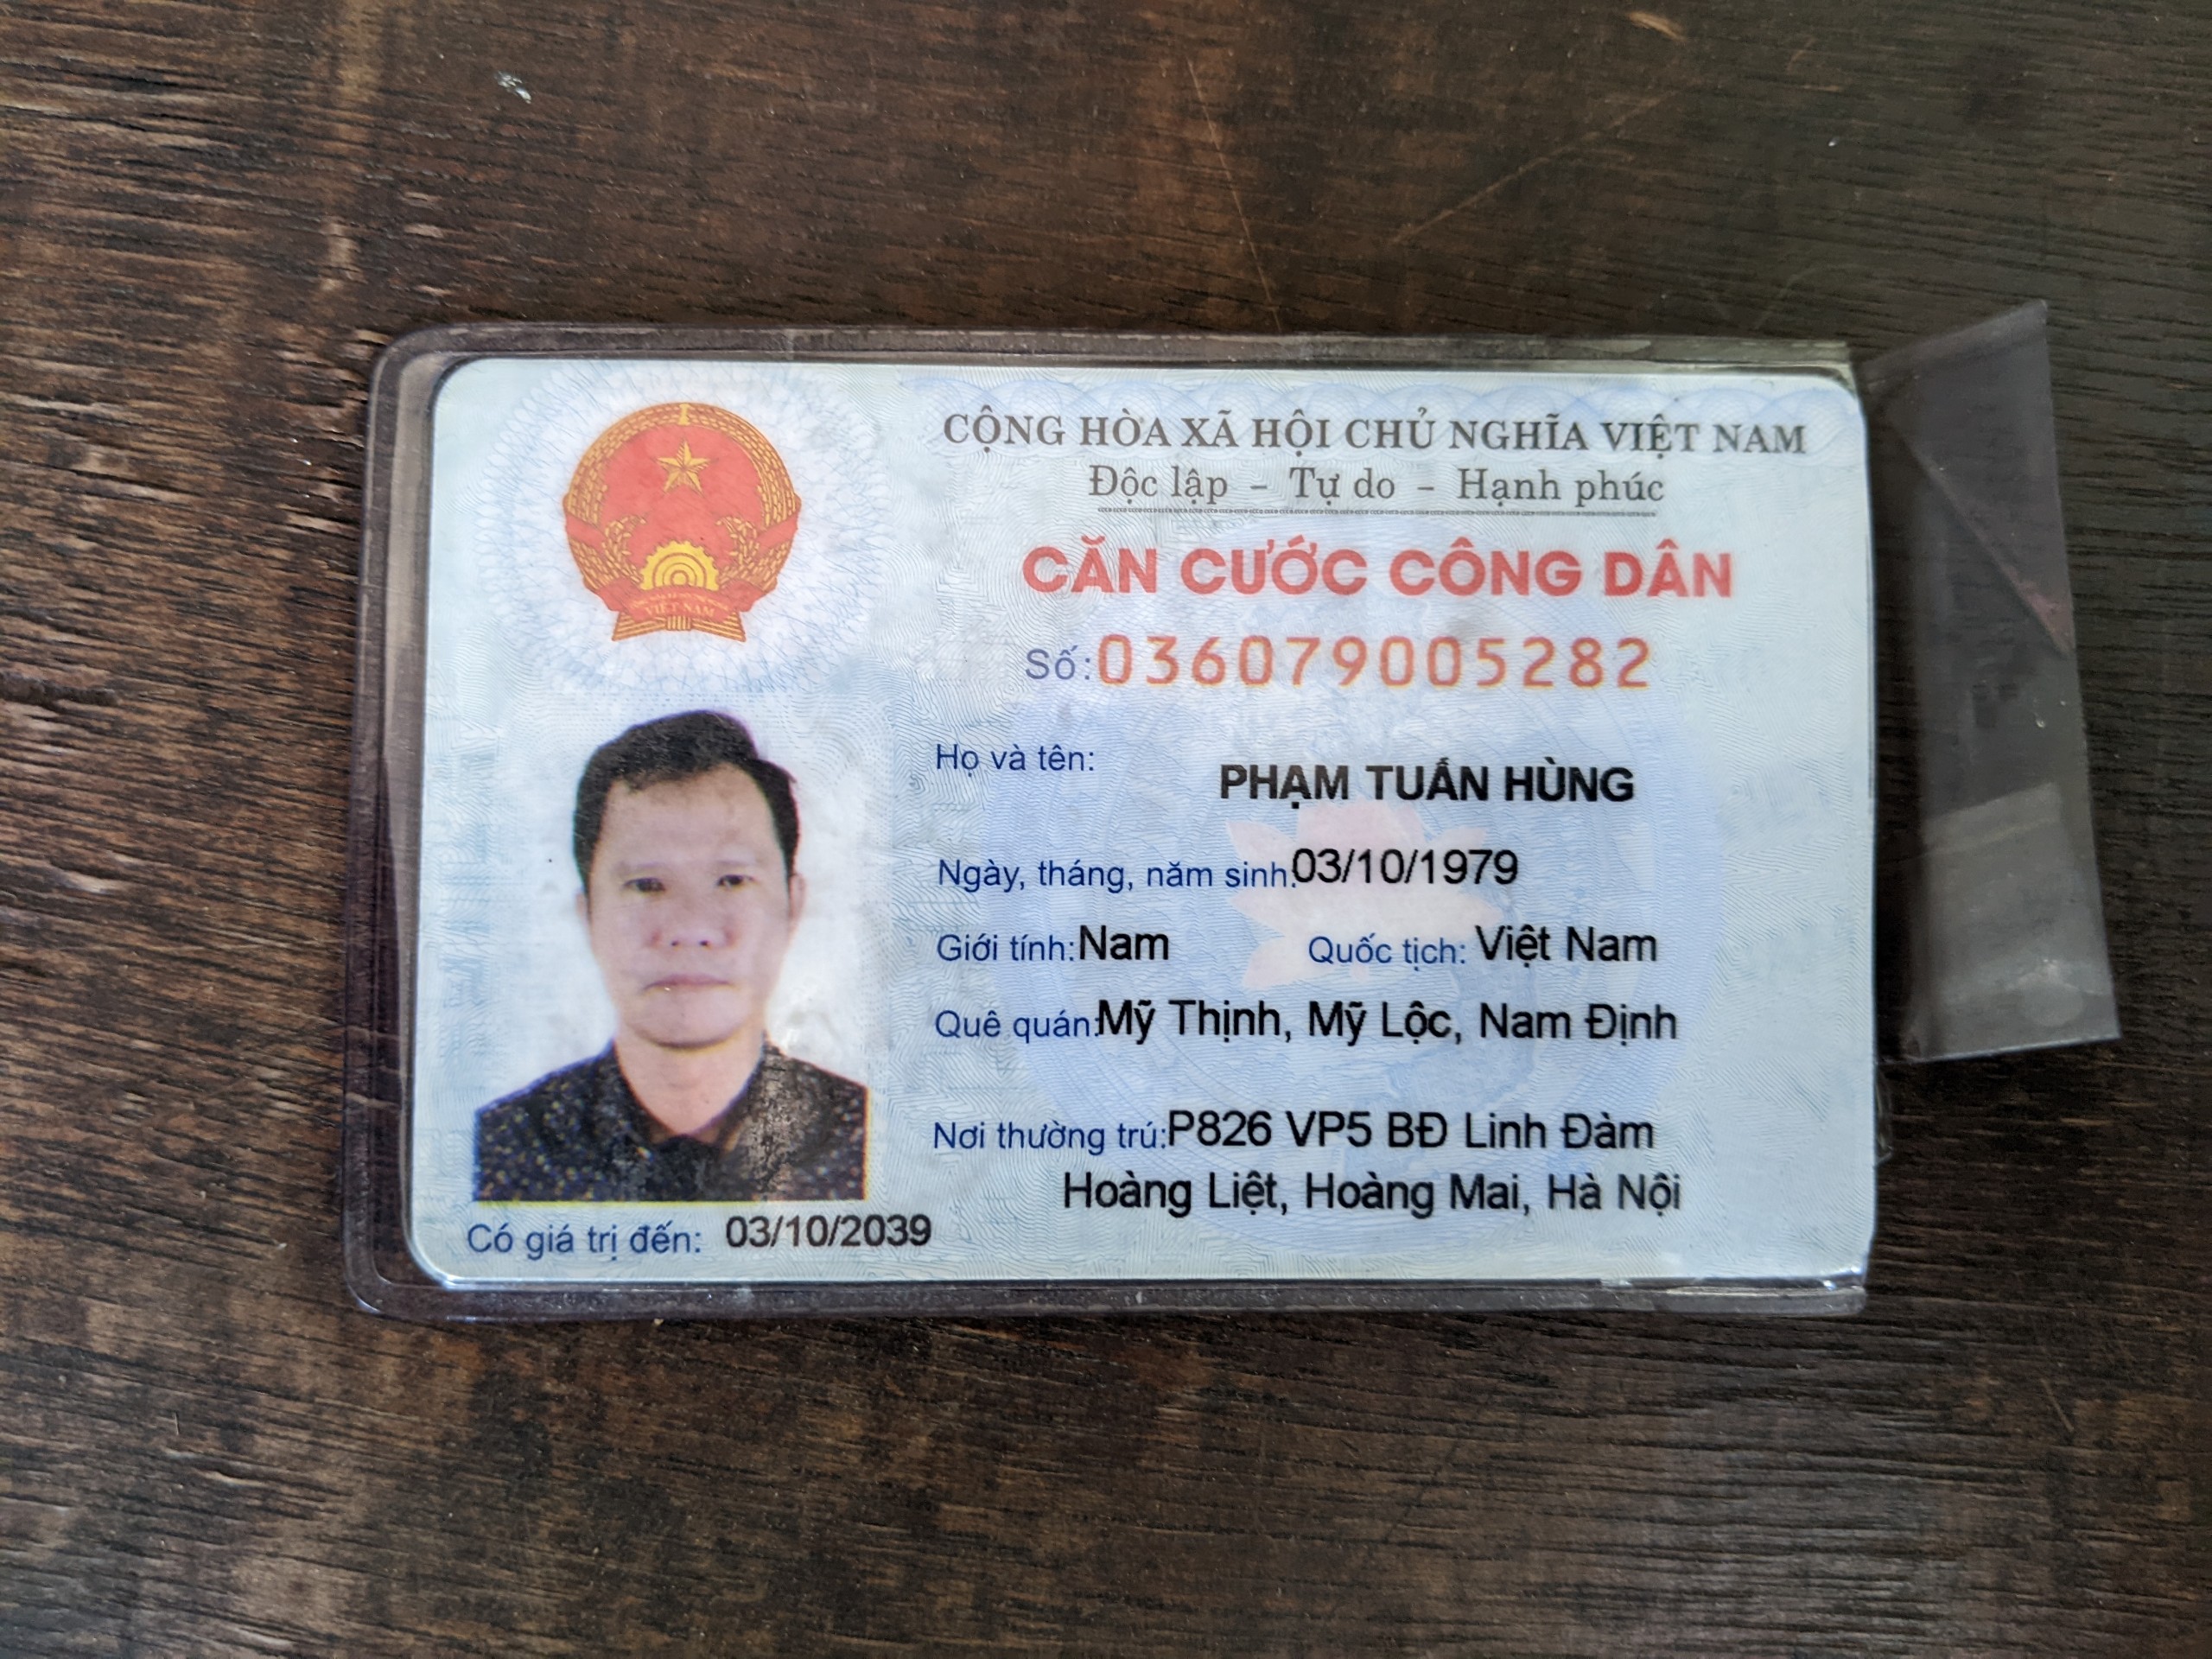 CỘNG HÒA XÃ HỘI CHỦ NGHĨA VIỆT NAM
Độc lập - Tự do - Hạnh phúc
CĂN CƯỚC CÔNG DÂN
Số: 036079005282
Họ và tên:
PHẠM TUẤN HÙNG
Ngày, tháng, năm sinh: 03/10/1979
Giới tính: Nam Quốc tịch: Việt Nam
Quê quán: Mỹ Thịnh, Mỹ Lộc, Nam Định
Nơi thường trú: P826 VP5 BĐ Linh Đàm
Hoàng Liệt, Hoàng Mai, Hà Nội
Có giá trị đến: 03/10/2039
VIỆT NAM